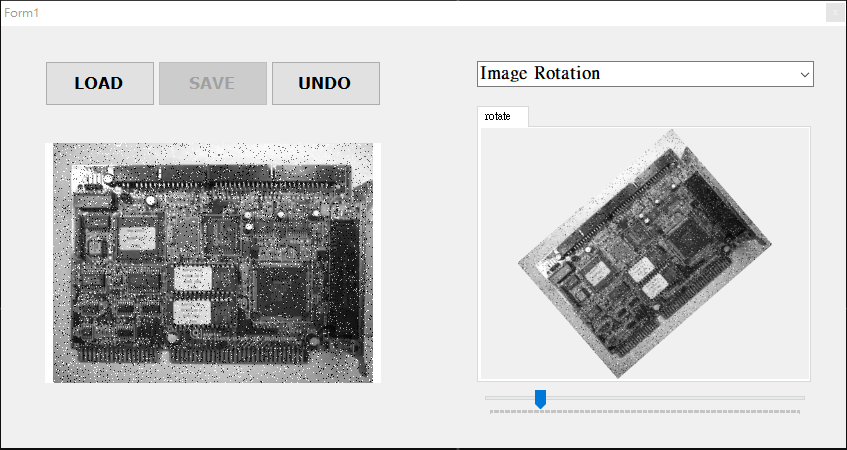 Form1
LOAD
SAVE
UNDO
Image Rotation
rotate